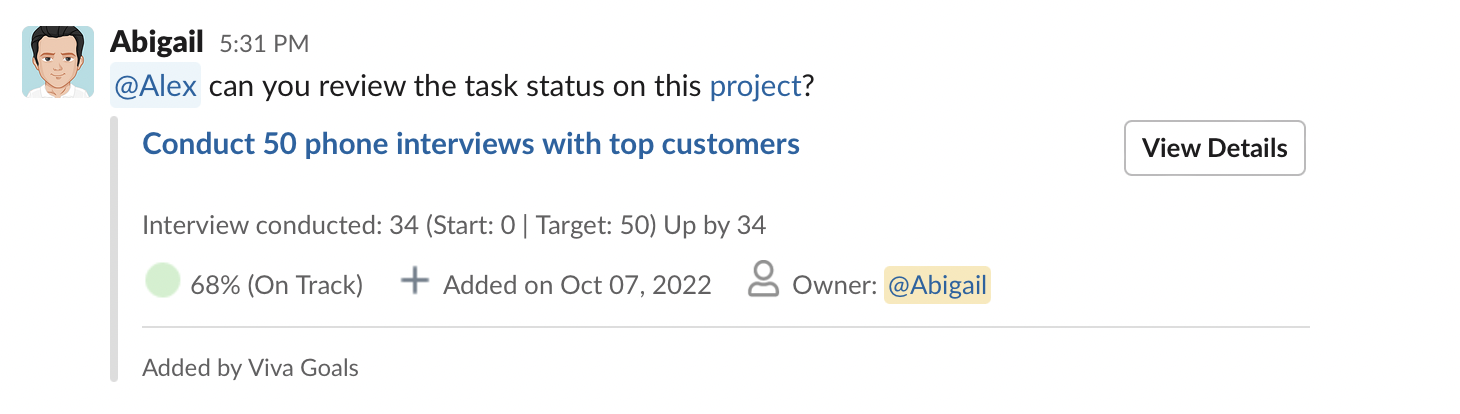 Abigail 5:31 PM
@Alex can you review the task status on this project?
Conduct 50 phone interviews with top customers
View Details
Interview conducted: 34 (Start: 0 | Target: 50) Up by 34
68% (On Track) Added on Oct 07, 2022 Owner: @Abigail
Added by Viva Goals